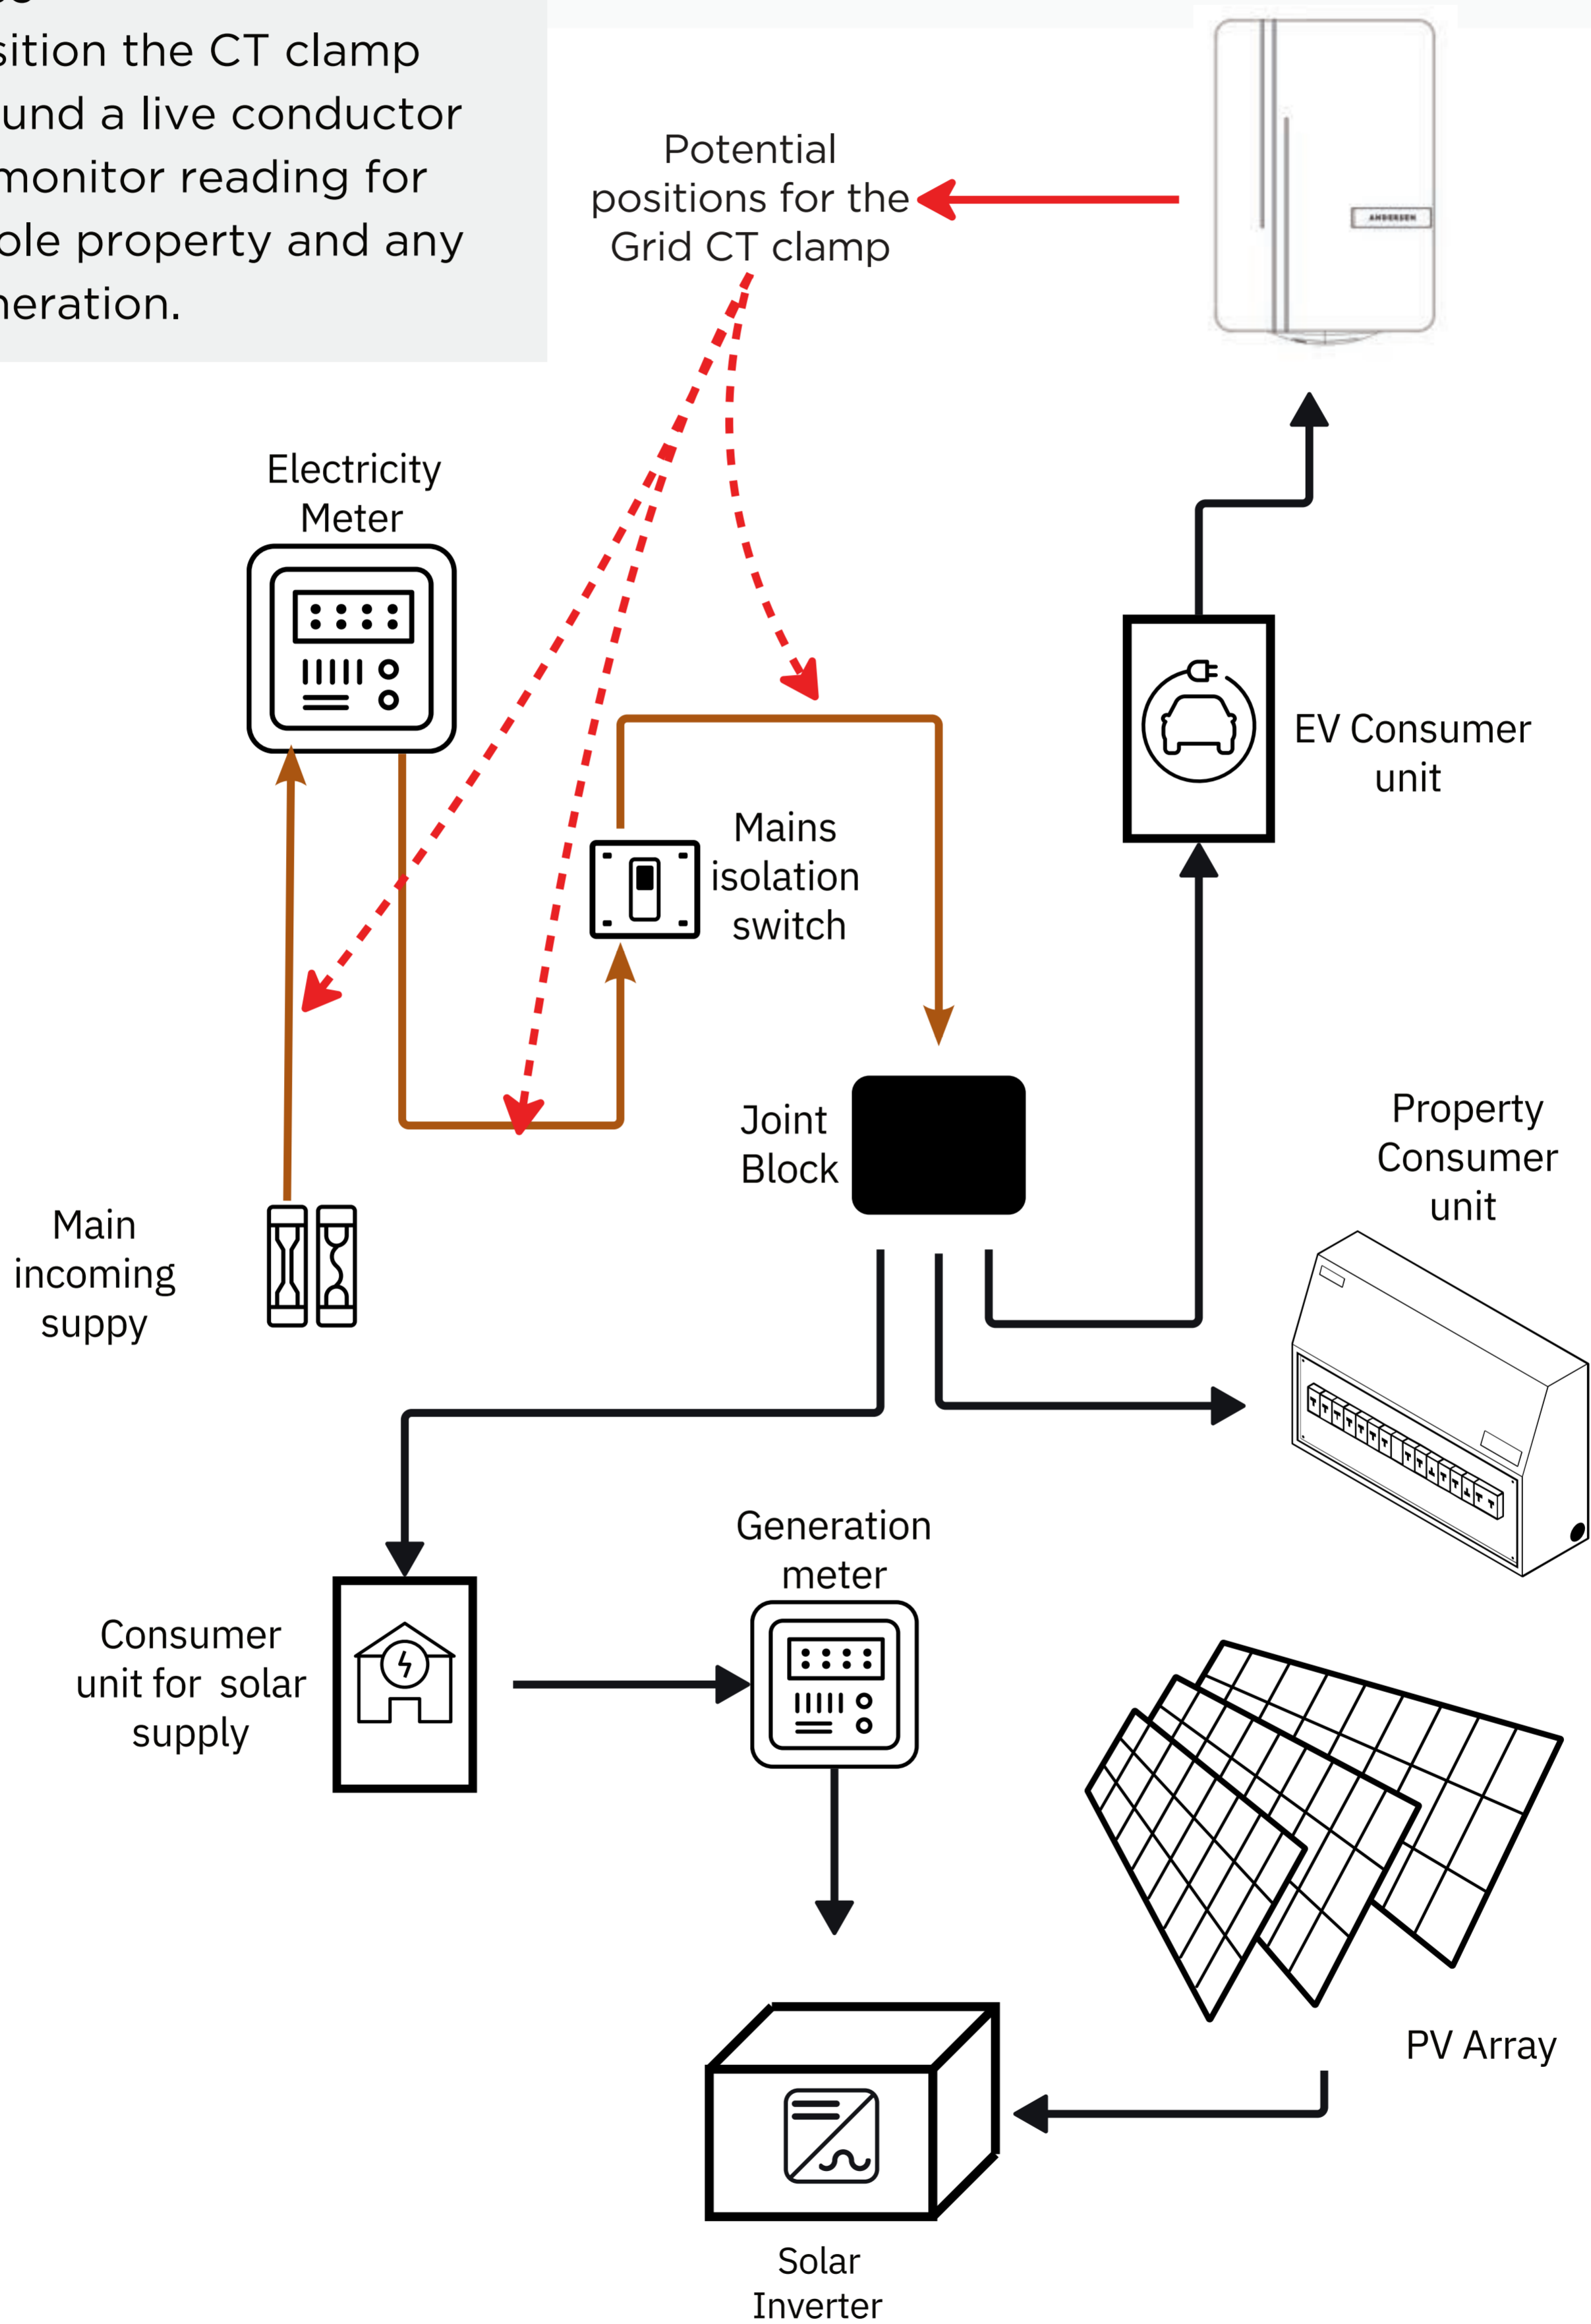 sition the CT clamp
und a live conductor
monitor reading for
ole property and any
neration.
Potential
positions for the
Grid CT clamp
ANDERSEN
Electricity
Meter
EV Consumer
unit
Mains
isolation
switch
Joint
Block
Property
Consumer
unit
Main
incoming
suppy
Generation
meter
Consumer
unit for solar
supply
PV Array
Solar
Inverter